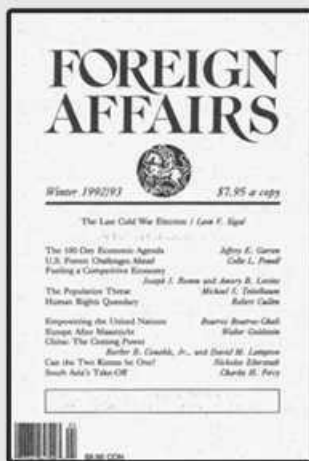 FOREIGN
AFFAIRS
Winter 1992/93 $7.95 a copy
The Last Cold War Election / Leon V. Sigal
The 100-Day Economic Agenda Jeffrey E. Garten
U.S. Forces: Challenges Ahead Colin L. Powell
Fueling a Competitive Economy
Joseph J. Romm and Amory B. Lovins
The Population Threat Michael S. Teitelbaum
Human Rights Quandary Robert Cullen
Empowering the United Nations Boutros Boutros-Ghali
Europe After Maastricht Walter Goldstein
China: The Coming Power
Barber B. Conable, Jr., and David M. Lampton
Can the Two Koreas be One? Nicholas Eberstadt
South Asia's Take-Off Charles H. Percy